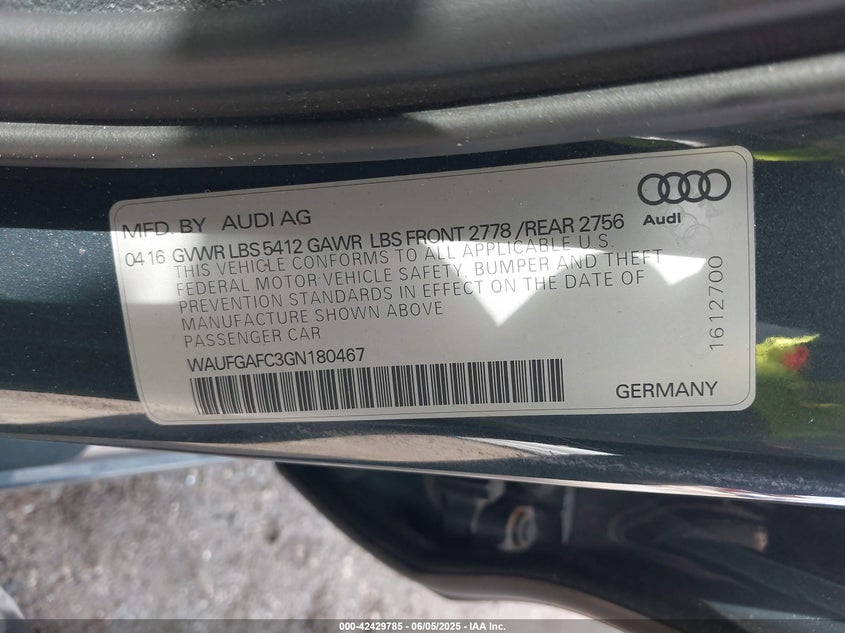 MFD. BY AUDI AG
Audi
04 16 GVWR LBS 5412 GAWR LBS FRONT 2778 /REAR 2756
THIS VEHICLE CONFORMS TO ALL APPLICABLE U.S.
FEDERAL MOTOR VEHICLE SAFETY, BUMPER AND THEFT
PREVENTION STANDARDS IN EFFECT ON THE DATE OF
MANUFACTURE SHOWN ABOVE
PASSENGER CAR
WAUFGAFC3GN180467
GERMANY
1612700
000-42429785 - 06/05/2025 - IAA Inc.